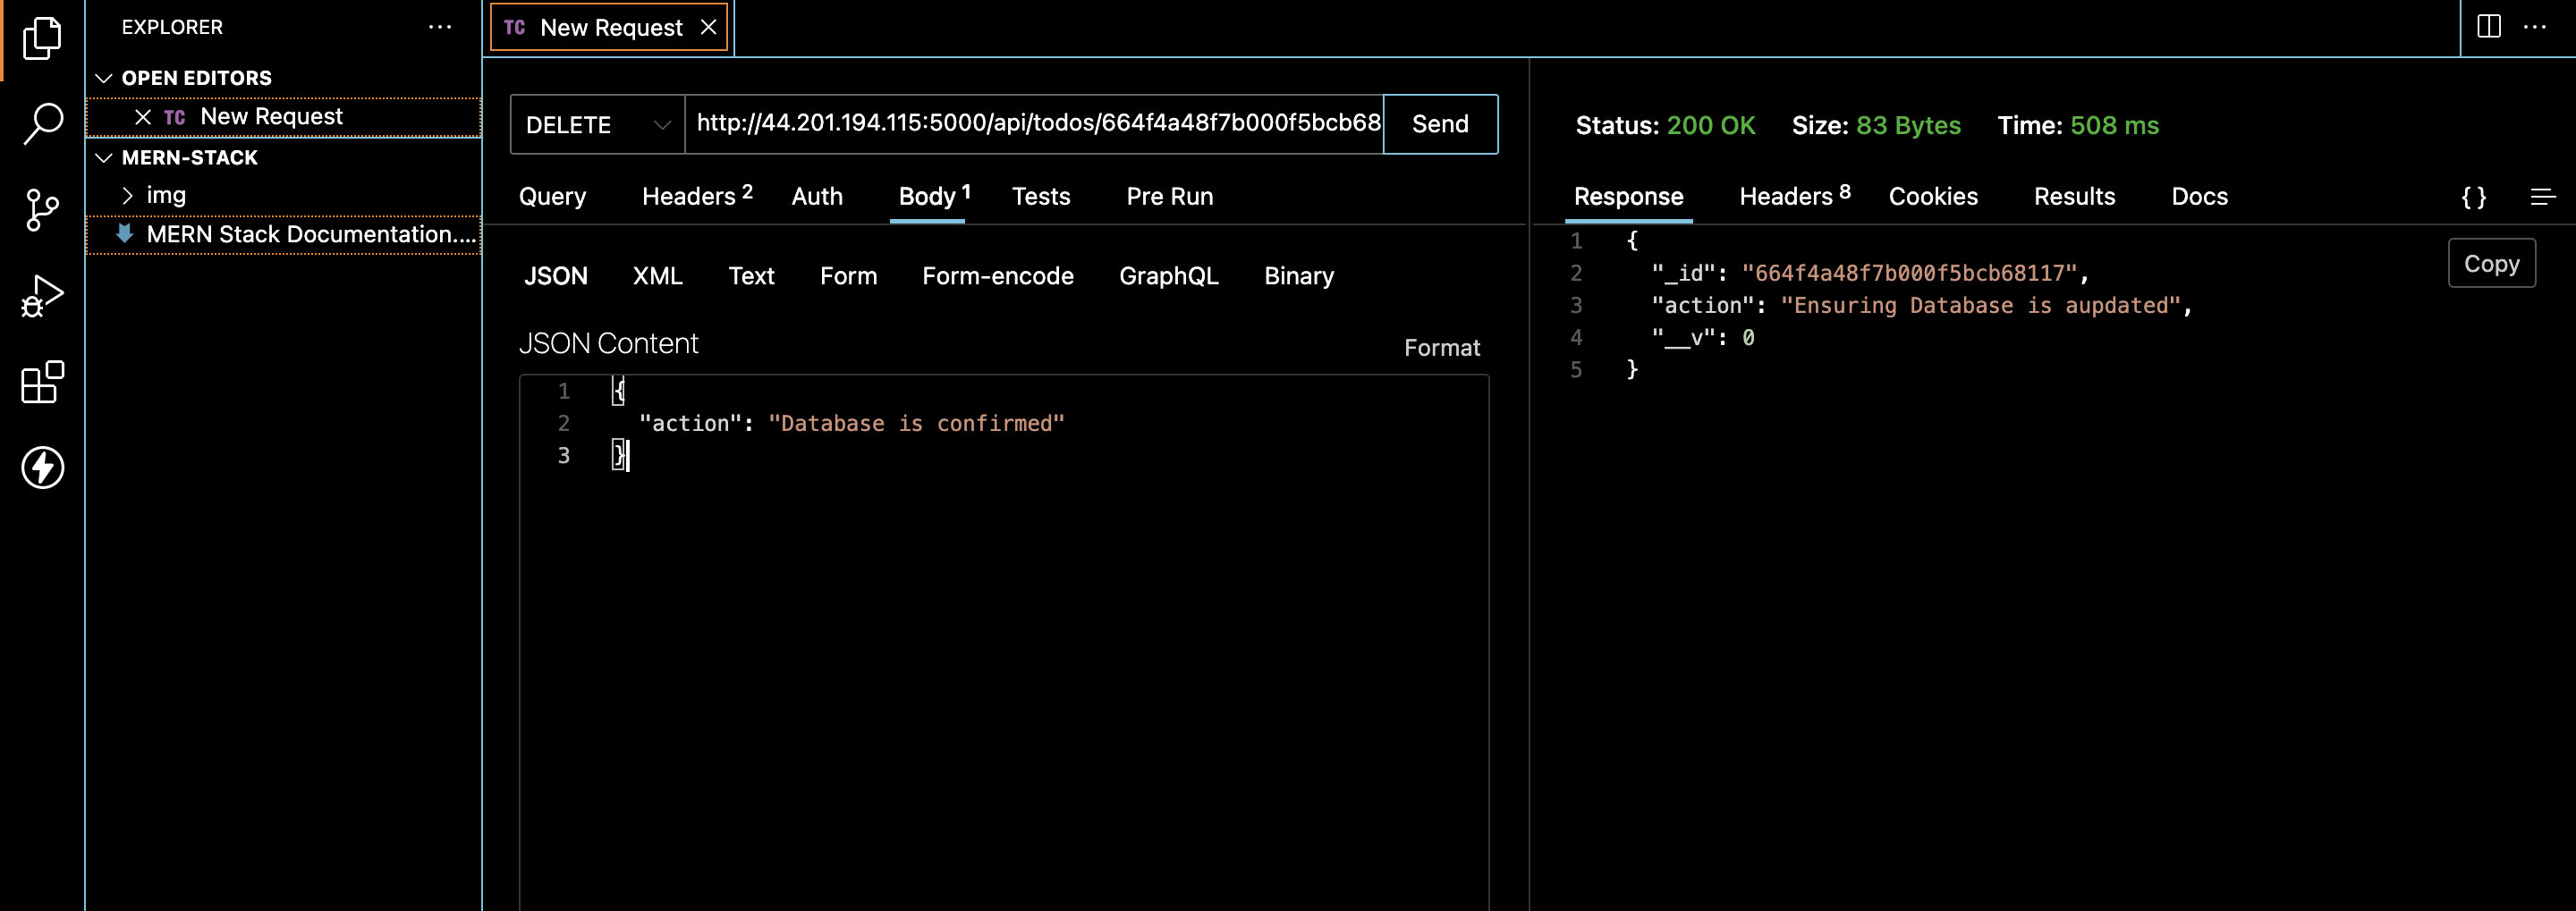 EXPLORER
OPEN EDITORS
TC New Request
MERN-STACK
img
MERN Stack Documentation....
TC New Request
DELETE
http://44.201.194.115:5000/api/todos/664f4a48f7b000f5bcb68
Send
Query Headers 2 Auth Body 1 Tests Pre Run
JSON XML Text Form Form-encode GraphQL Binary
JSON Content
Format
1 {
2 "action": "Database is confirmed"
3 }
Status: 200 OK Size: 83 Bytes Time: 508 ms
Response Headers 8 Cookies Results Docs {}
Copy
1 {
2 "_id": "664f4a48f7b000f5bcb68117",
3 "action": "Ensuring Database is aupdated",
4 "__v": 0
5 }